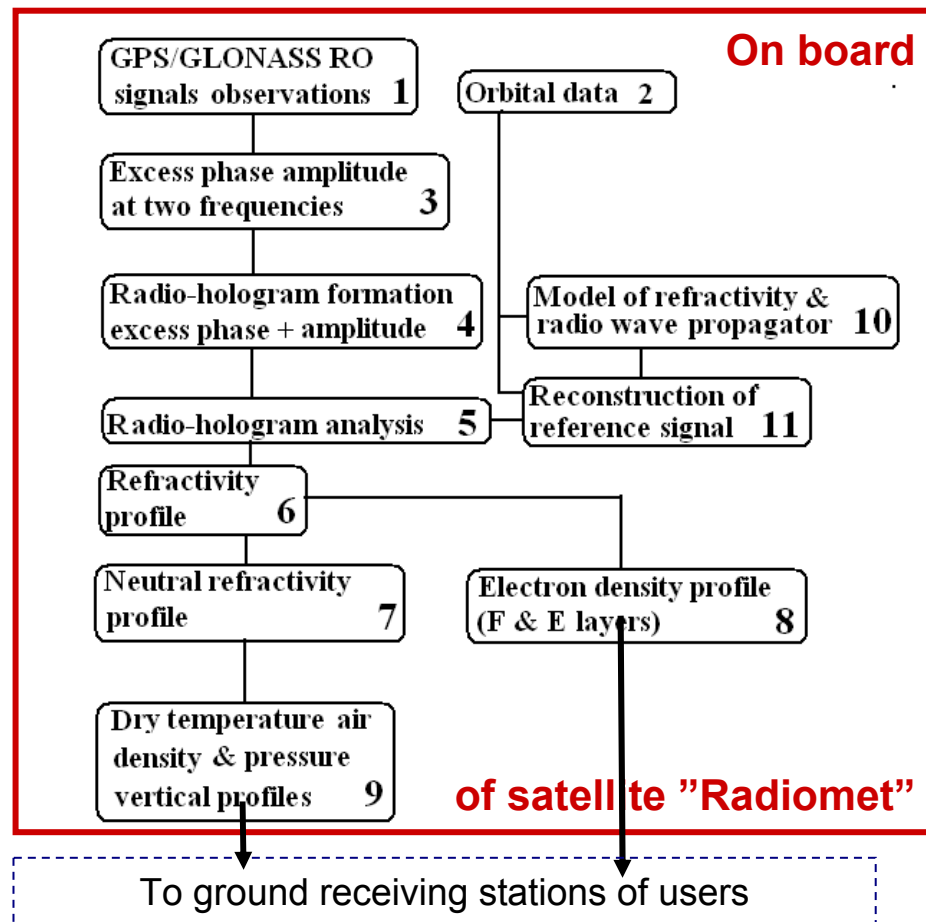 On board
GPS/GLONASS RO
signals observations 1
Orbital data 2
Excess phase amplitude
at two frequencies 3
Radio-hologram formation
excess phase + amplitude 4
Model of refractivity &
radio wave propagator 10
Radio-hologram analysis 5
Reconstruction of
reference signal 11
Refractivity
profile 6
Neutral refractivity
profile 7
Electron density profile
(F & E layers) 8
Dry temperature air
density & pressure
vertical profiles 9
of satellite ”Radiomet”
To ground receiving stations of users